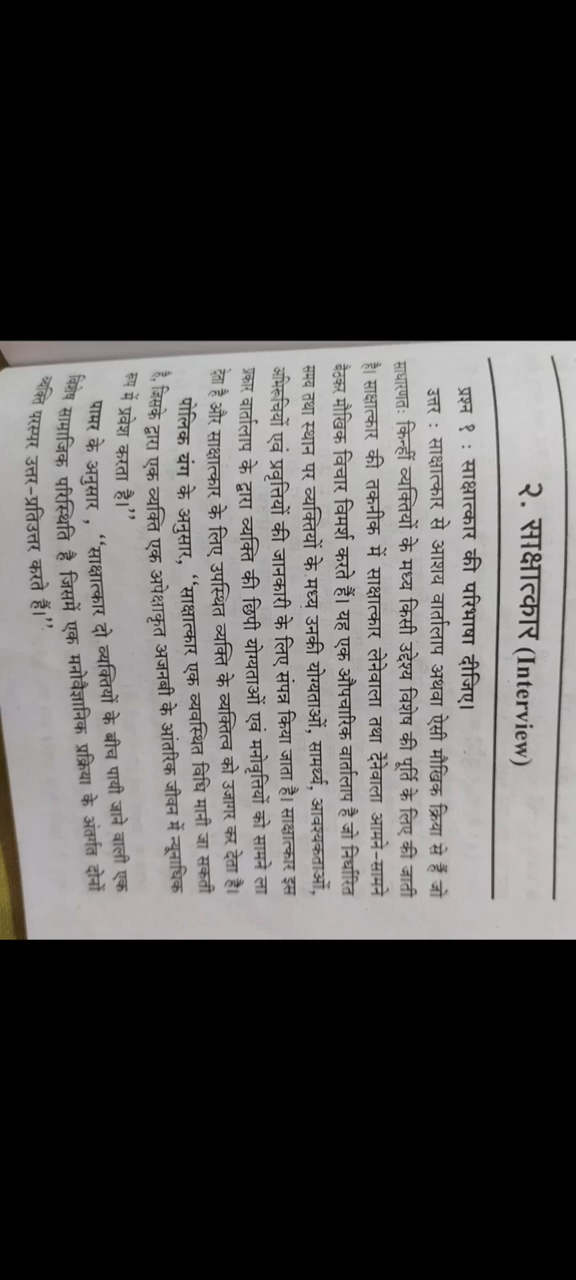 २. साक्षात्कार (Interview)
प्रश्न १ : साक्षात्कार की परिभाषा दीजिए।
उत्तर : साक्षात्कार से आशय वार्तालाप अथवा ऐसी मौखिक क्रिया से हैं जो
साधारणतः किन्हीं व्यक्तियों के मध्य किसी उद्देश्य विशेष की पूर्ति के लिए की जाती
है। साक्षात्कार की तकनीक में साक्षात्कार लेनेवाला तथा देनेवाला आमने-सामने
बैठकर मौखिक विचार विमर्श करते हैं। यह एक औपचारिक वार्तालाप है जो निर्धारित
समय तथा स्थान पर व्यक्तियों के मध्य उनकी योग्यताओं, सामर्थ्य, आवश्यकताओं,
अभिरूचियों एवं प्रवृत्तियों की जानकारी के लिए संपन्न किया जाता है। साक्षात्कार इस
प्रकार वार्तालाप के द्वारा व्यक्ति की छिपी योग्यताओं एवं मनोवृत्तियों को सामने ला
देता है और साक्षात्कार के लिए उपस्थित व्यक्ति के व्यक्तित्व को उजागर कर देता है।
पोलिक यंग के अनुसार, ‘‘साक्षात्कार एक व्यवस्थित विधि मानी जा सकती
है, जिसके द्वारा एक व्यक्ति एक अपेक्षाकृत अजनबी के आंतरिक जीवन में न्यूनाधिक
रूप में प्रवेश करता है।’’
पामर के अनुसार , ‘‘साक्षात्कार दो व्यक्तियों के बीच पायी जाने वाली एक
विशेष सामाजिक परिस्थिति है जिसमें एक मनोवैज्ञानिक प्रक्रिया के अंतर्गत दोनों
व्यक्ति परस्पर उत्तर-प्रतिउत्तर करते हैं।’’